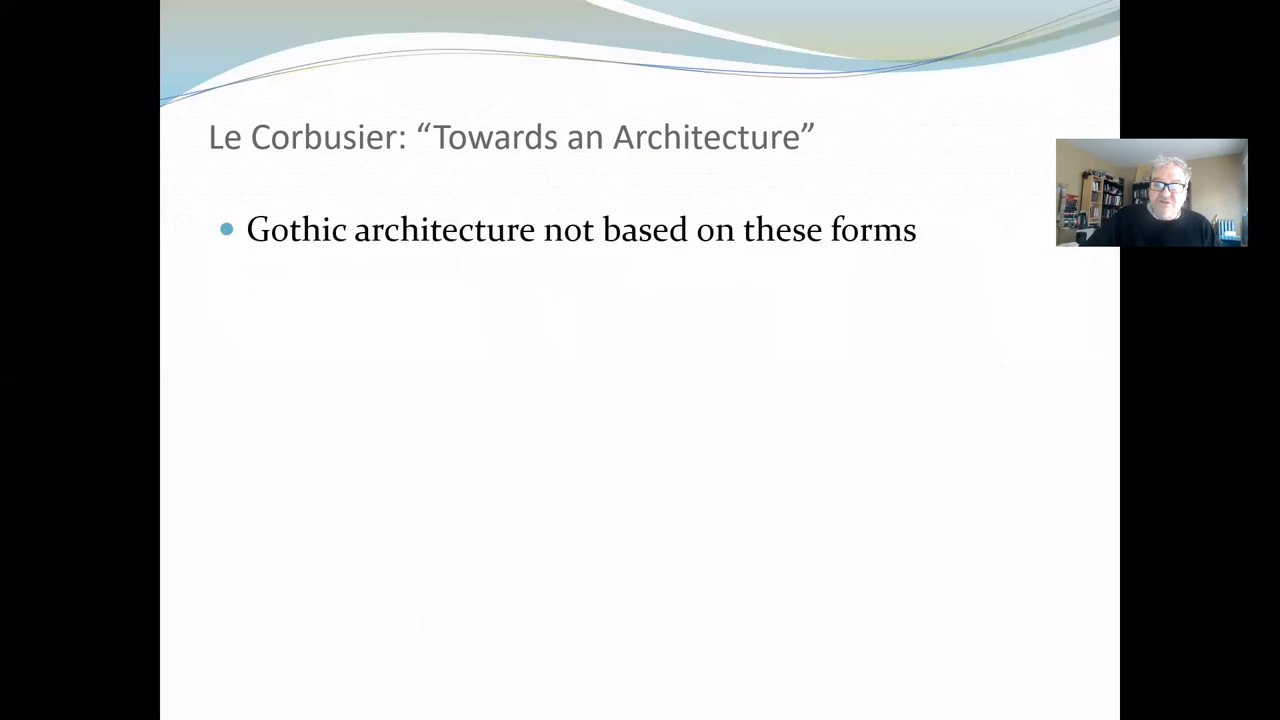 Le Corbusier: “Towards an Architecture”
Gothic architecture not based on these forms